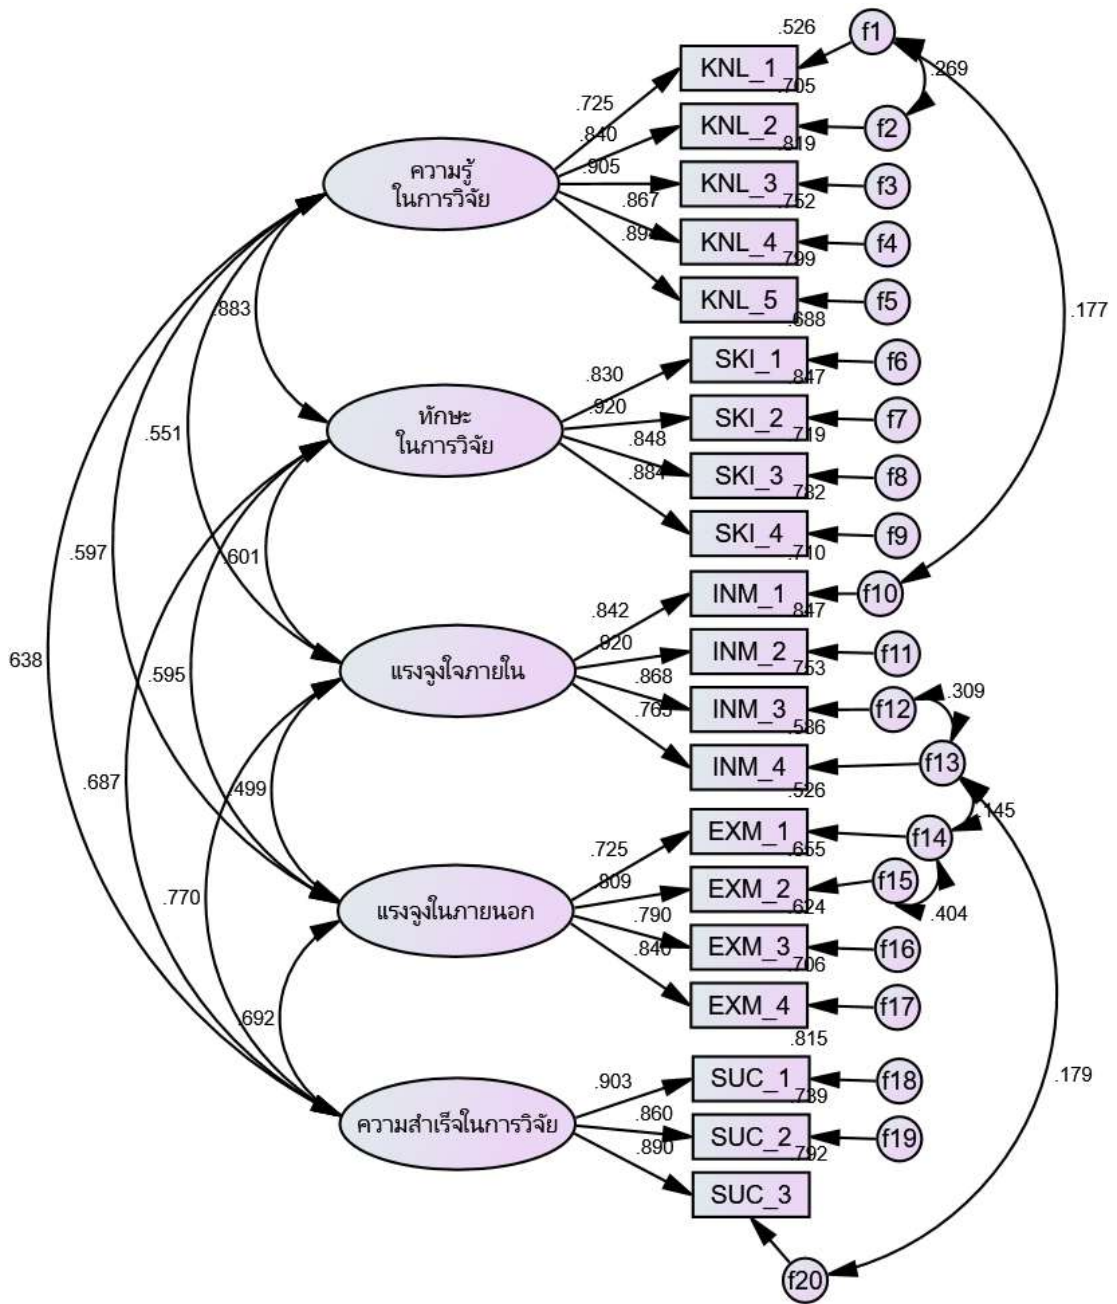 .526
f1
KNL_1
.705
.269
.725
KNL_2
f2
.840
.819
ความรู้
ในการวิจัย
.905
KNL_3
f3
.752
.867
KNL_4
f4
.799
KNL_5
f5
.688
.883
.177
SKI_1
f6
.847
.830
ทักษะ
ในการวิจัย
.920
SKI_2
f7
.719
.848
SKI_3
f8
.782
.884
SKI_4
f9
.710
.551
.597
.601
INM_1
f10
.847
.842
.920
INM_2
f11
.753
638
แรงจูงใจภายใน
.595
.868
INM_3
f12
.309
.586
.765
INM_4
f13
.526
.687
.499
.145
EXM_1
f14
.655
.725
.809
EXM_2
f15
.624
.404
.770
แรงจูงในภายนอก
.790
EXM_3
f16
.706
.840
EXM_4
f17
.815
.692
.179
.903
SUC_1
f18
.739
ความสำเร็จในการวิจัย
.860
SUC_2
f19
.792
.890
SUC_3
f20